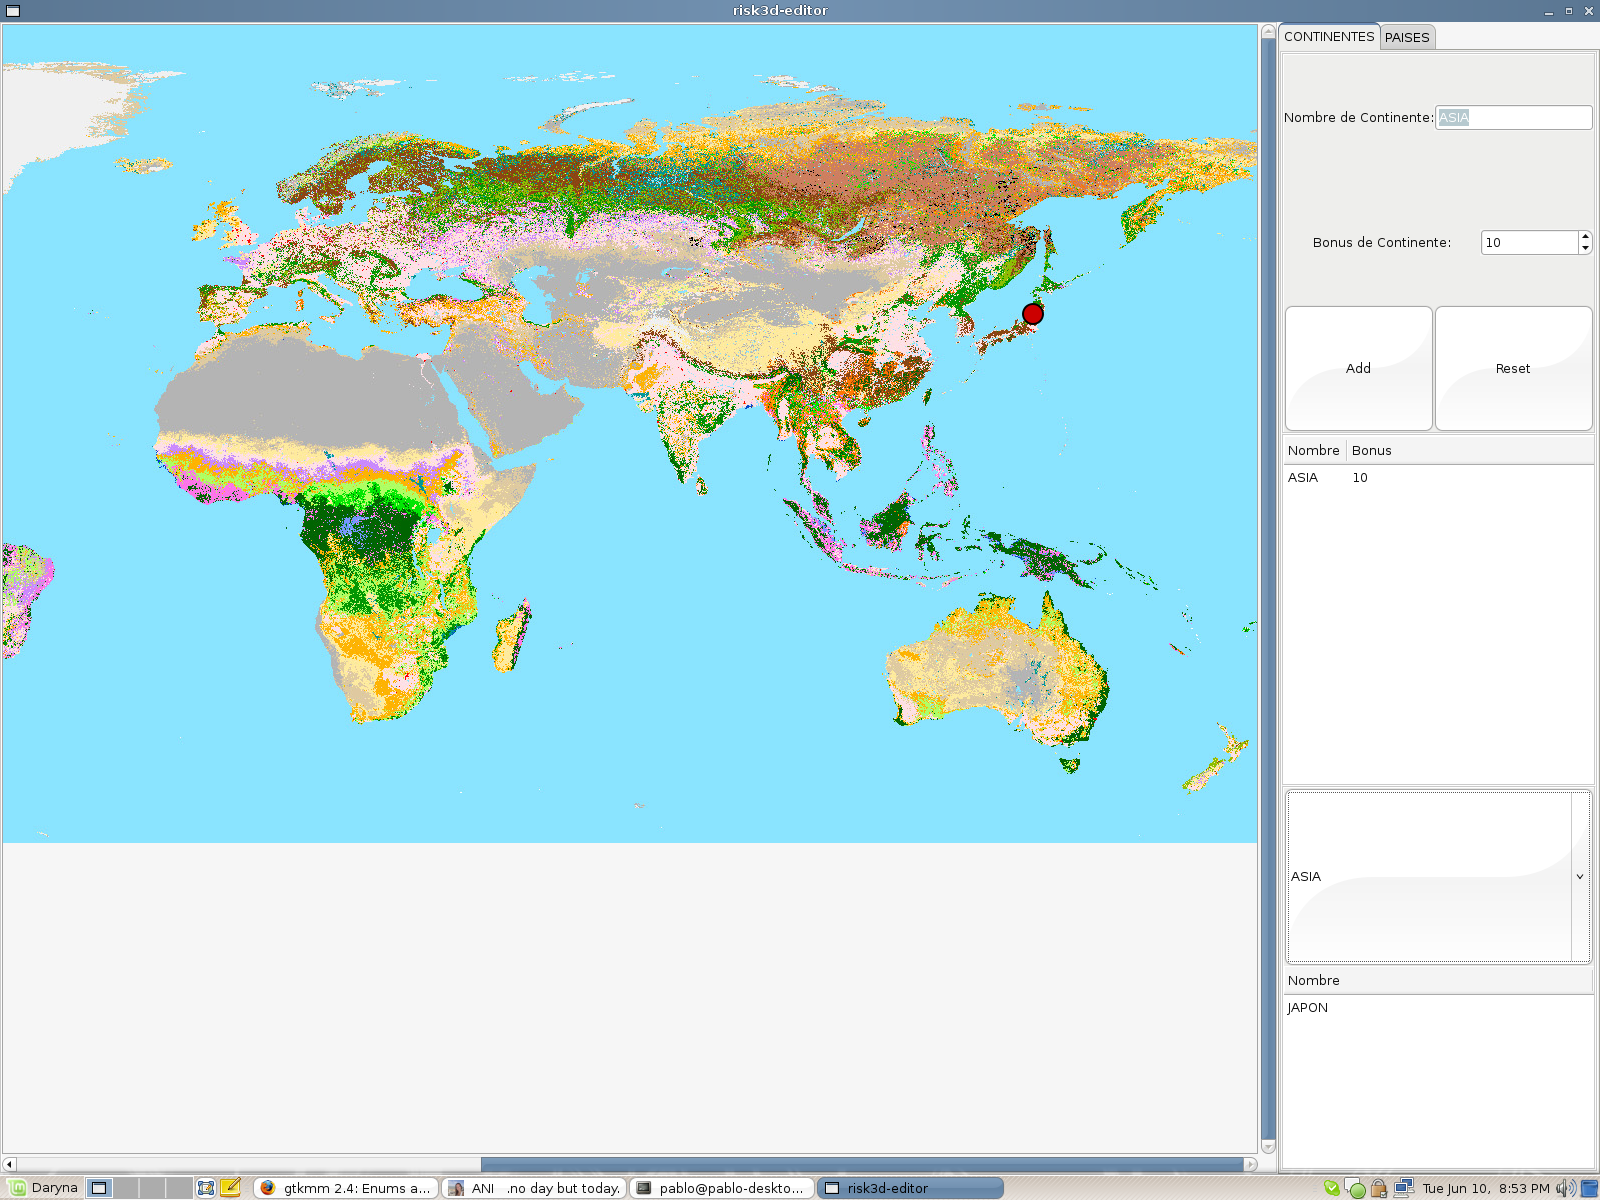 risk3d-editor
CONTINENTES PAISES
Nombre de Continente: ASIA
Bonus de Continente: 10
Add Reset
Nombre Bonus
ASIA 10
ASIA
Nombre
JAPON
Daryna gtkmm 2.4: Enums a... ANI .no day but today. pablo@pablo-deskto... risk3d-editor Tue Jun 10, 8:53 PM